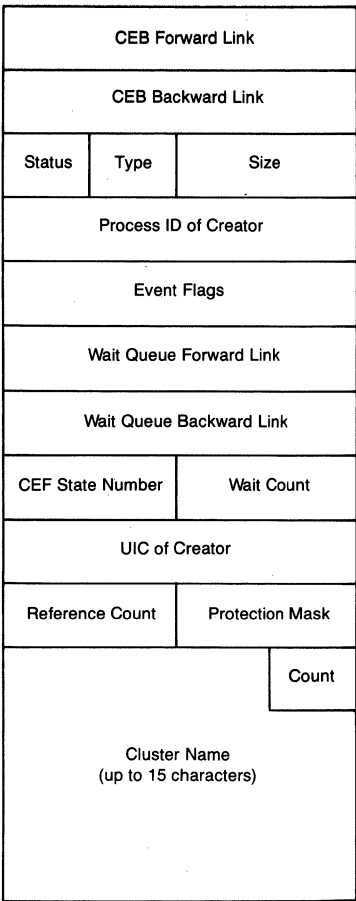 CEB Forward Link
CEB Backward Link
Status Type Size
Process ID of Creator
Event Flags
Wait Queue Forward Link
Wait Queue Backward Link
CEF State Number Wait Count
UIC of Creator
Reference Count Protection Mask
Count
Cluster Name
(up to 15 characters)